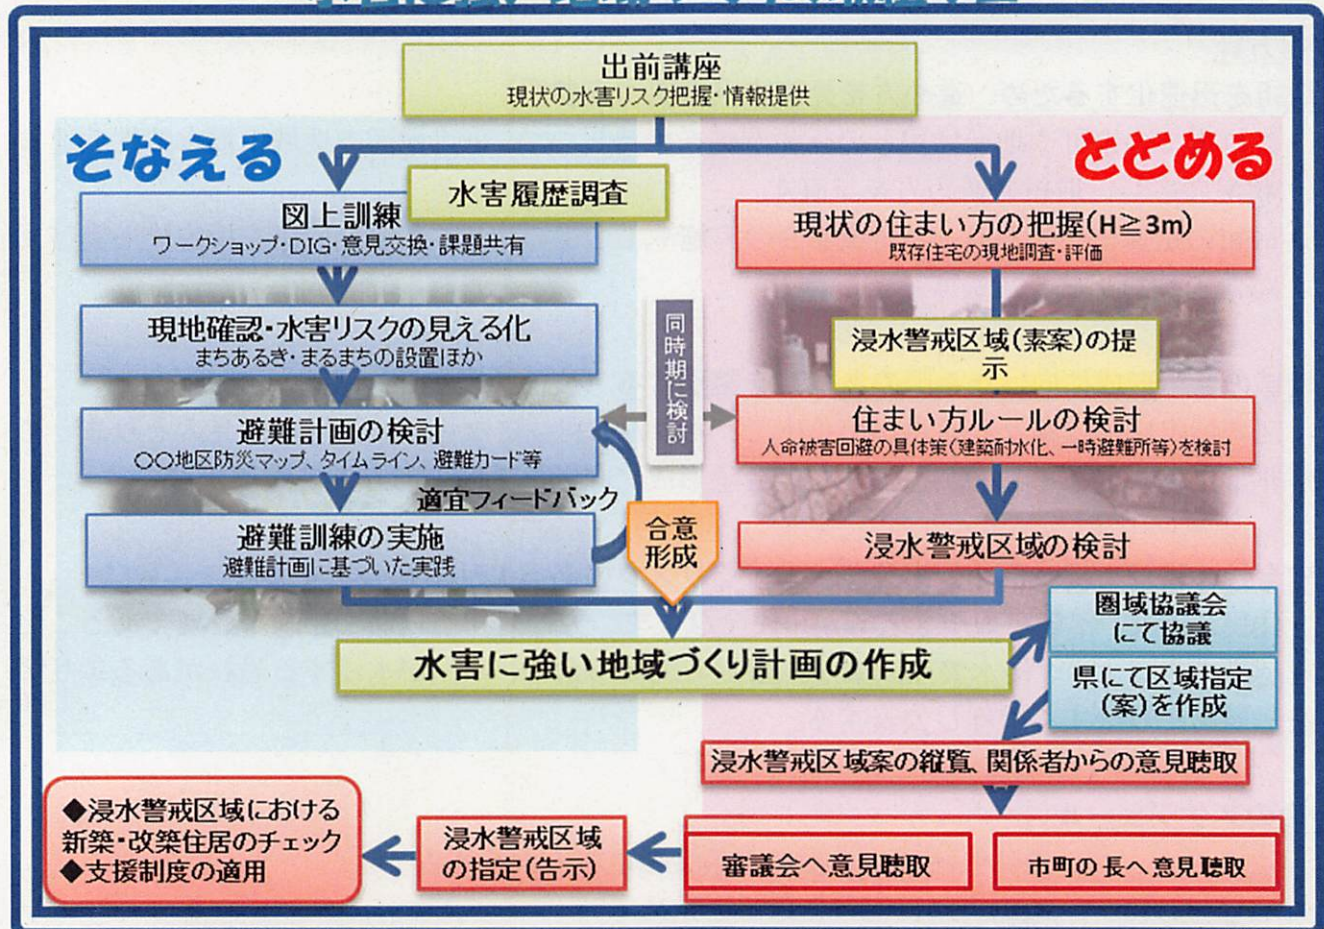 出前講座
現状の水害リスク把握・情報提供
そなえる
とどめる
水害履歴調査
図上訓練
ワークショップ・DIG・意見交換・課題共有
現地確認・水害リスクの見える化
まちあるき・まるまちの設置ほか
避難計画の検討
〇〇地区防災マップ、タイムライン、避難カード等
適宜フィードバック
避難訓練の実施
避難計画に基づいた実践
同時期に検討
合意
形成
現状の住まい方の把握(H≧3m)
既存住宅の現地調査・評価
浸水警戒区域(素案)の提
示
住まい方ルールの検討
人命被害回避の具体策(建築耐水化、一時避難所等)を検討
浸水警戒区域の検討
水害に強い地域づくり計画の作成
圏域協議会
にて協議
県にて区域指定
(案)を作成
浸水警戒区域案の縦覧、関係者からの意見聴取
審議会へ意見聴取
市町の長へ意見聴取
浸水警戒区域
の指定(告示)
◆浸水警戒区域における
新築・改築住居のチェック
◆支援制度の適用